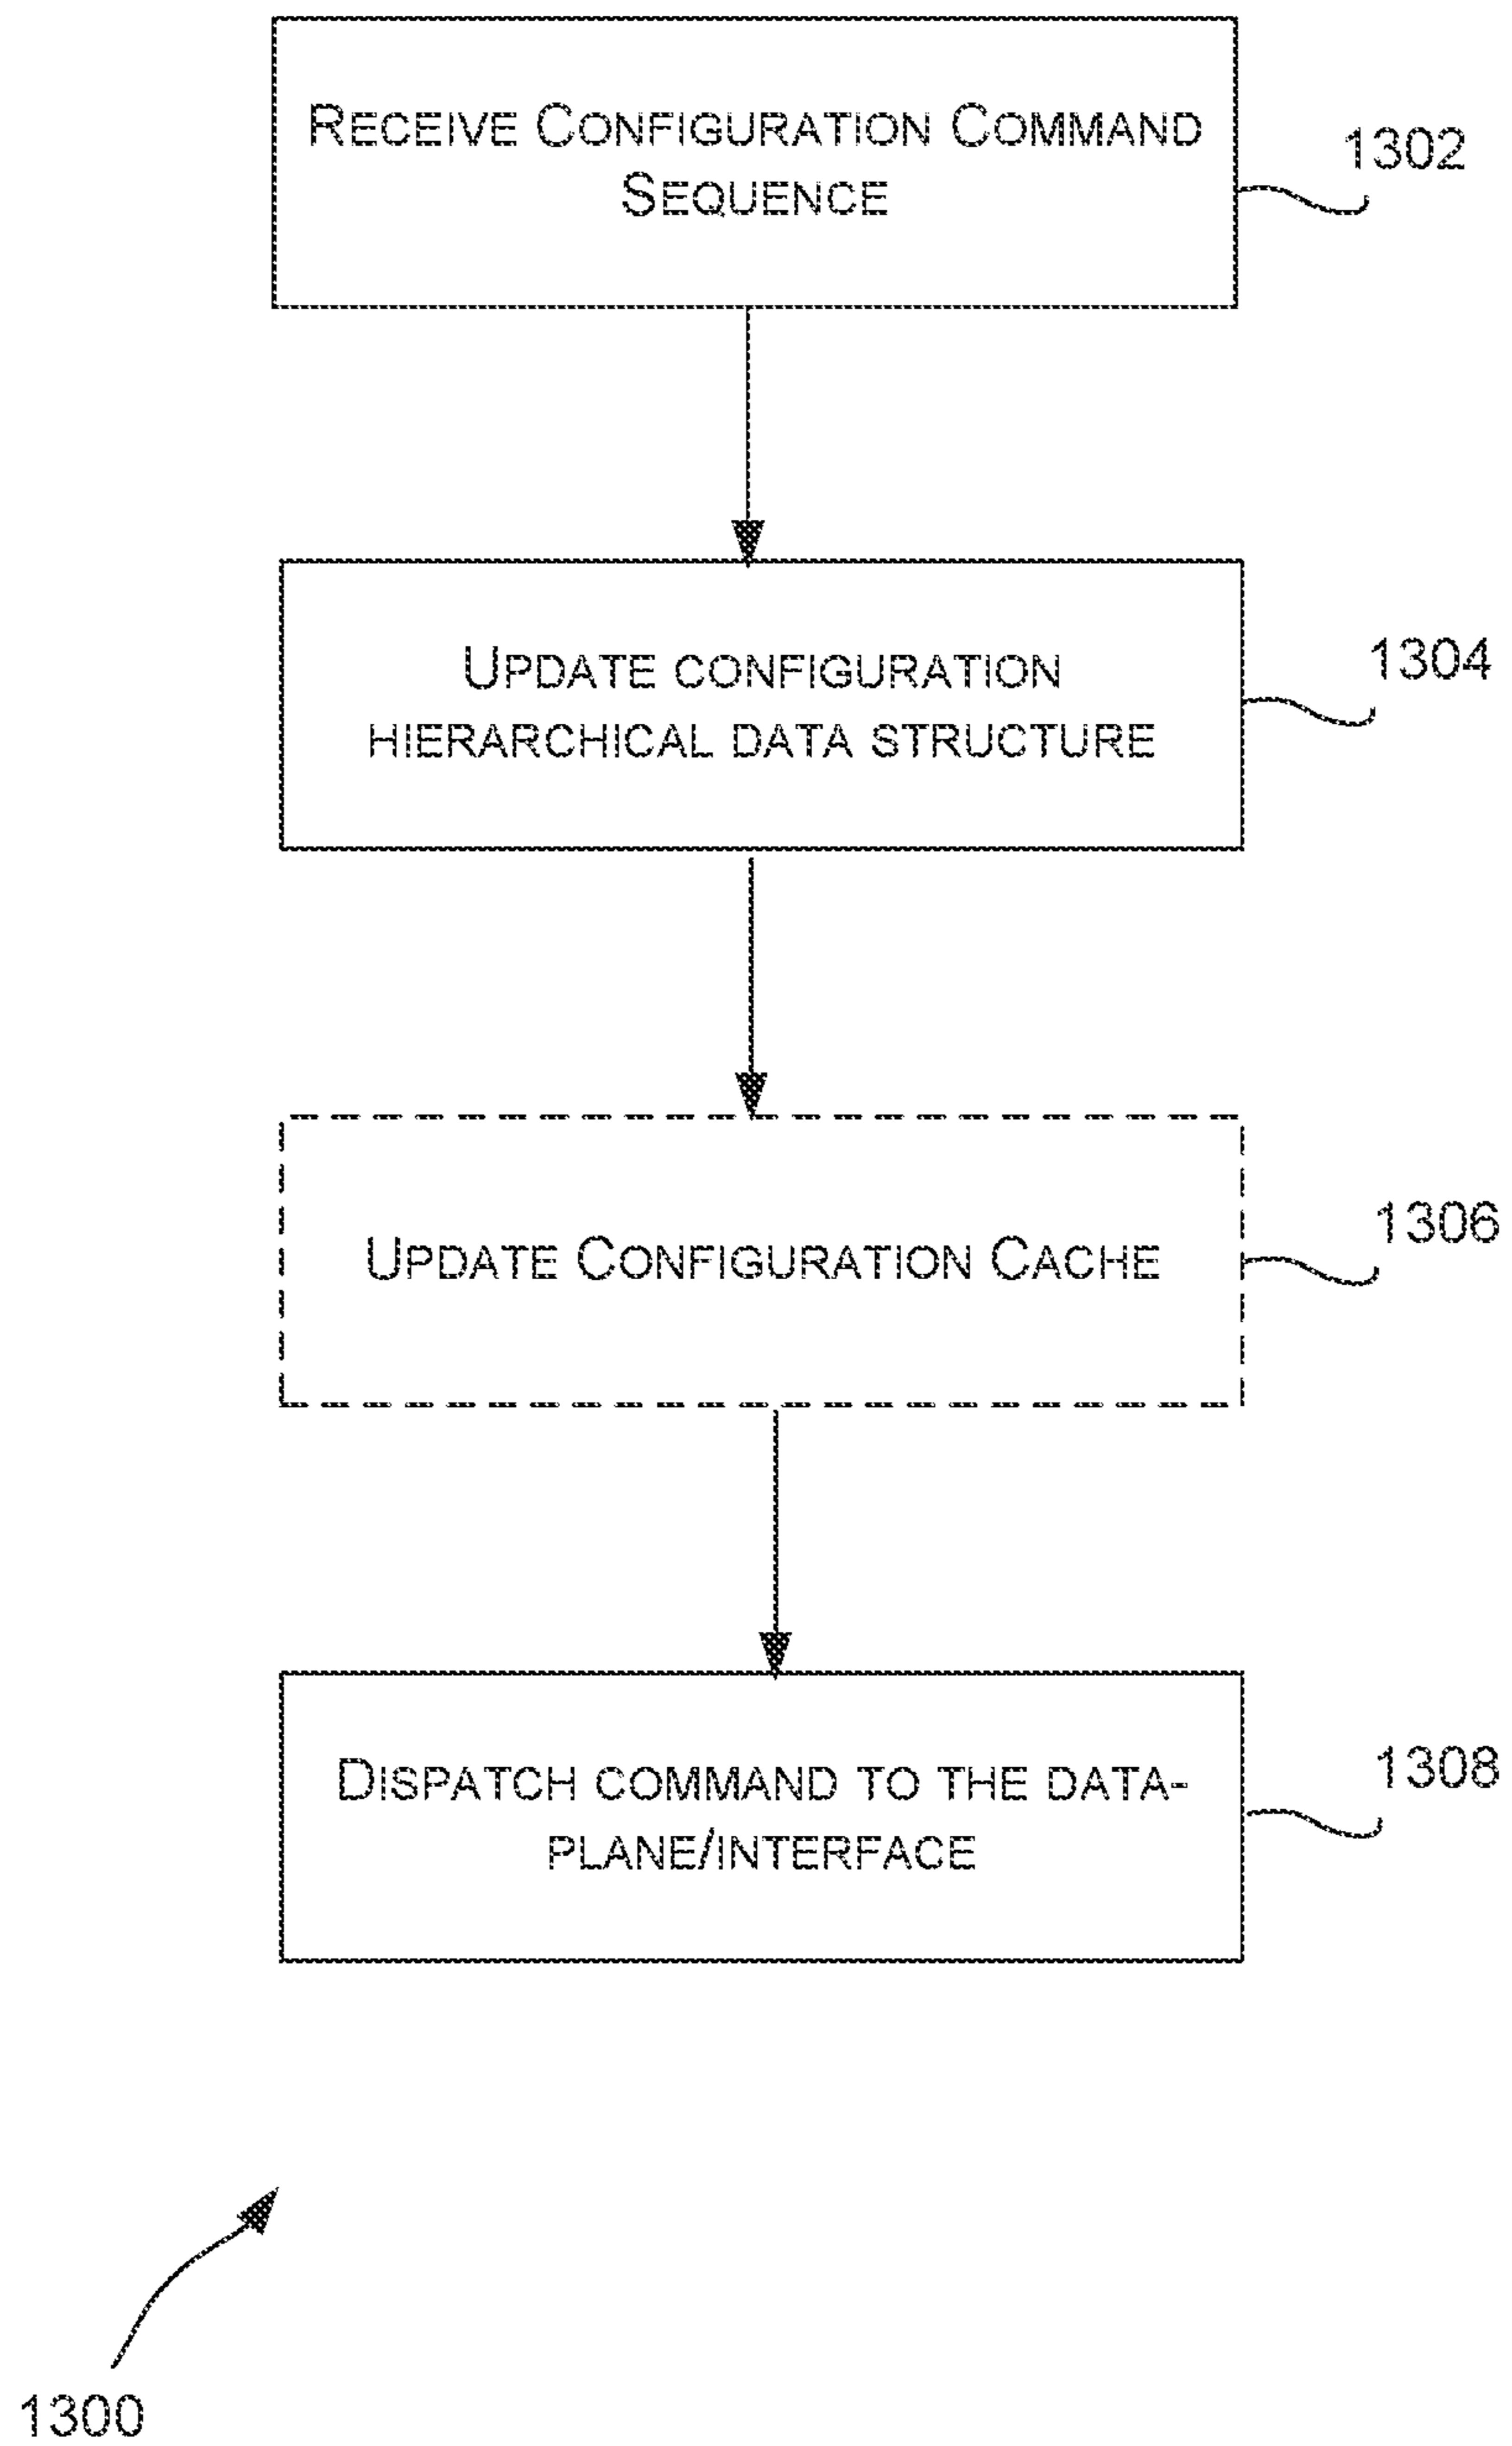 RECEIVE CONFIGURATION COMMAND
SEQUENCE
1302
UPDATE CONFIGURATION
HIERARCHICAL DATA STRUCTURE
1304
UPDATE CONFIGURATION CACHE
1306
DISPATCH COMMAND TO THE DATA-
PLANE/INTERFACE
1308
1300